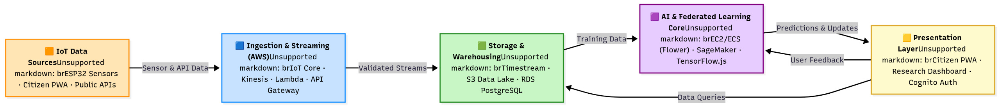 🟧 IoT Data
SourcesUnsupported
markdown: brESP32 Sensors
· Citizen PWA · Public APIs
Sensor & API Data
🟦 Ingestion & Streaming
(AWS)Unsupported
markdown: brIoT Core ·
Kinesis · Lambda · API
Gateway
Validated Streams
🟩 Storage &
WarehousingUnsupported
markdown: brTimestream ·
S3 Data Lake · RDS
PostgreSQL
Training Data
🟪 AI & Federated Learning
CoreUnsupported
markdown: brEC2/ECS
(Flower) · SageMaker ·
TensorFlow.js
Predictions & Updates
User Feedback
Data Queries
🟨 Presentation
LayerUnsupported
markdown: brCitizen PWA ·
Research Dashboard ·
Cognito Auth